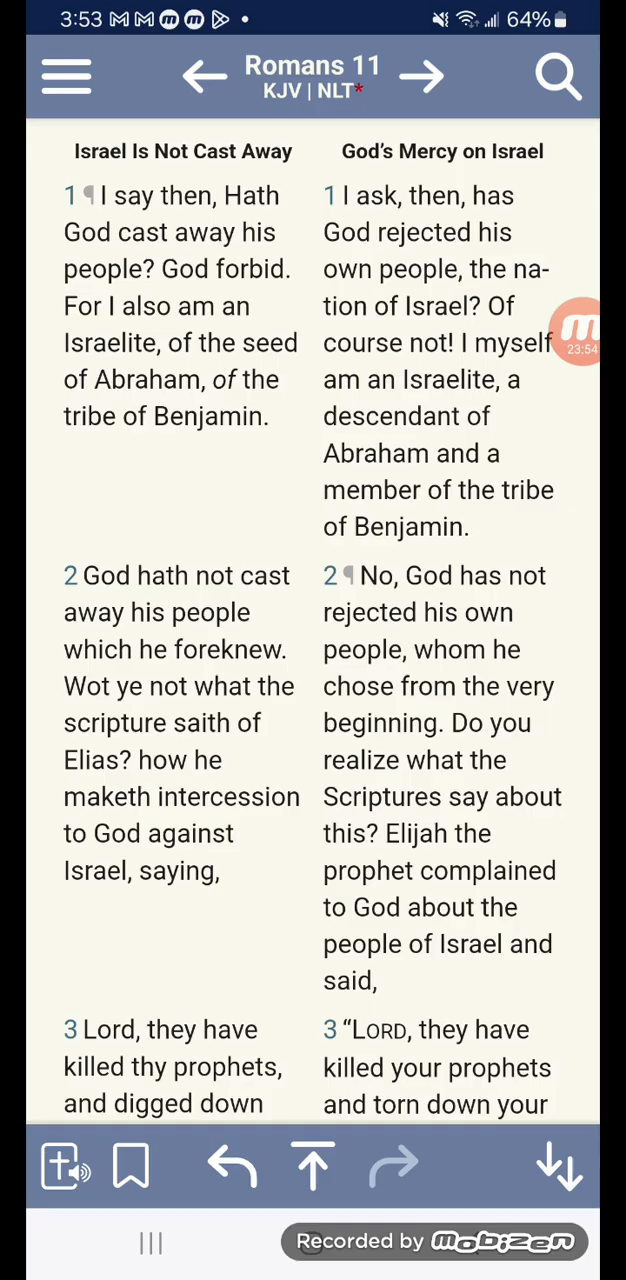 3:53
64%
Romans 11
KJV | NLT*
Israel Is Not Cast Away
1 ¶ I say then, Hath
God cast away his
people? God forbid.
For I also am an
Israelite, of the seed
of Abraham, of the
tribe of Benjamin.
2 God hath not cast
away his people
which he foreknew.
Wot ye not what the
scripture saith of
Elias? how he
maketh intercession
to God against
Israel, saying,
3 Lord, they have
killed thy prophets,
and digged down
God's Mercy on Israel
1 I ask, then, has
God rejected his
own people, the na-
tion of Israel? Of
course not! I myself
am an Israelite, a
descendant of
Abraham and a
member of the tribe
of Benjamin.
2 ¶ No, God has not
rejected his own
people, whom he
chose from the very
beginning. Do you
realize what the
Scriptures say about
this? Elijah the
prophet complained
to God about the
people of Israel and
said,
3 “LORD, they have
killed your prophets
and torn down your
m
23:54
Recorded by mobizen